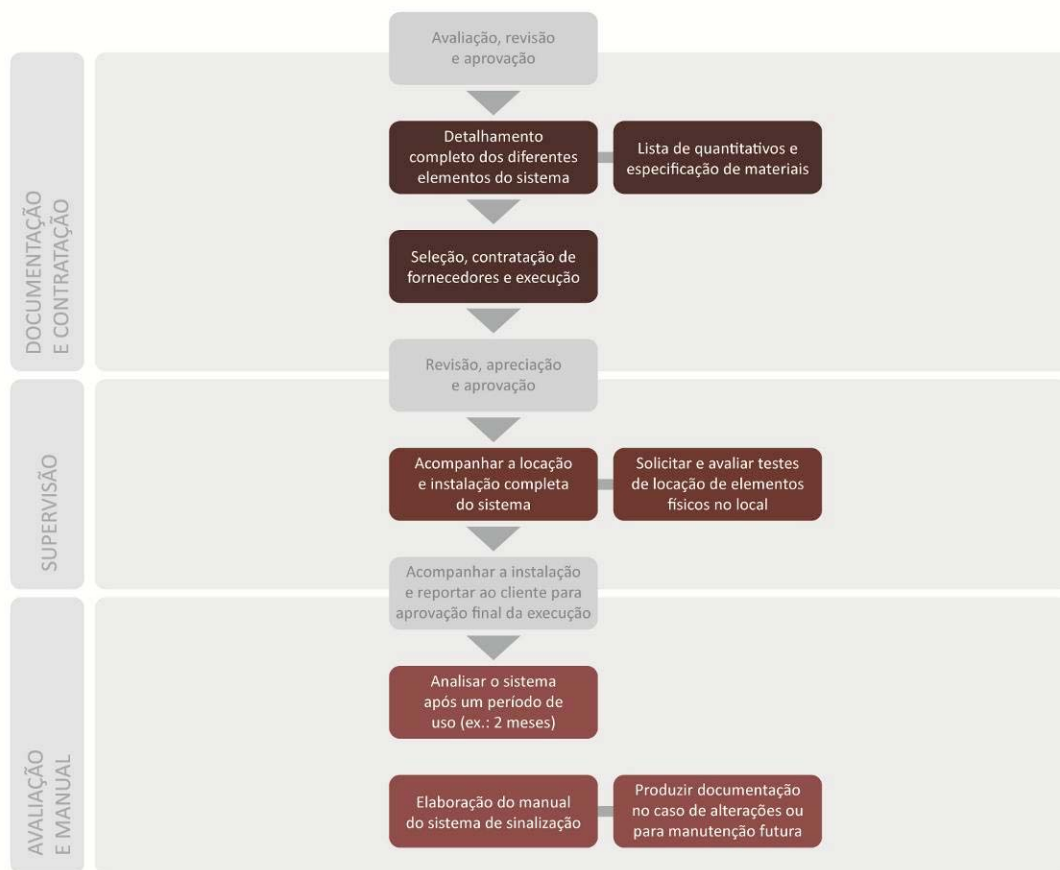 Avaliação, revisão
e aprovação
DOCUMENTAÇÃO
E CONTRATAÇÃO
Detalhamento
completo dos diferentes
elementos do sistema
Lista de quantitativos e
especificação de materiais
Seleção, contratação de
fornecedores e execução
Revisão, apreciação
e aprovação
SUPERVISÃO
Acompanhar a locação
e instalação completa
do sistema
Solicitar e avaliar testes
de locação de elementos
físicos no local
Acompanhar a instalação
e reportar ao cliente para
aprovação final da execução
AVALIAÇÃO
E MANUAL
Analisar o sistema
após um período de
uso (ex.: 2 meses)
Elaboração do manual
do sistema de sinalização
Produzir documentação
no caso de alterações ou
para manutenção futura